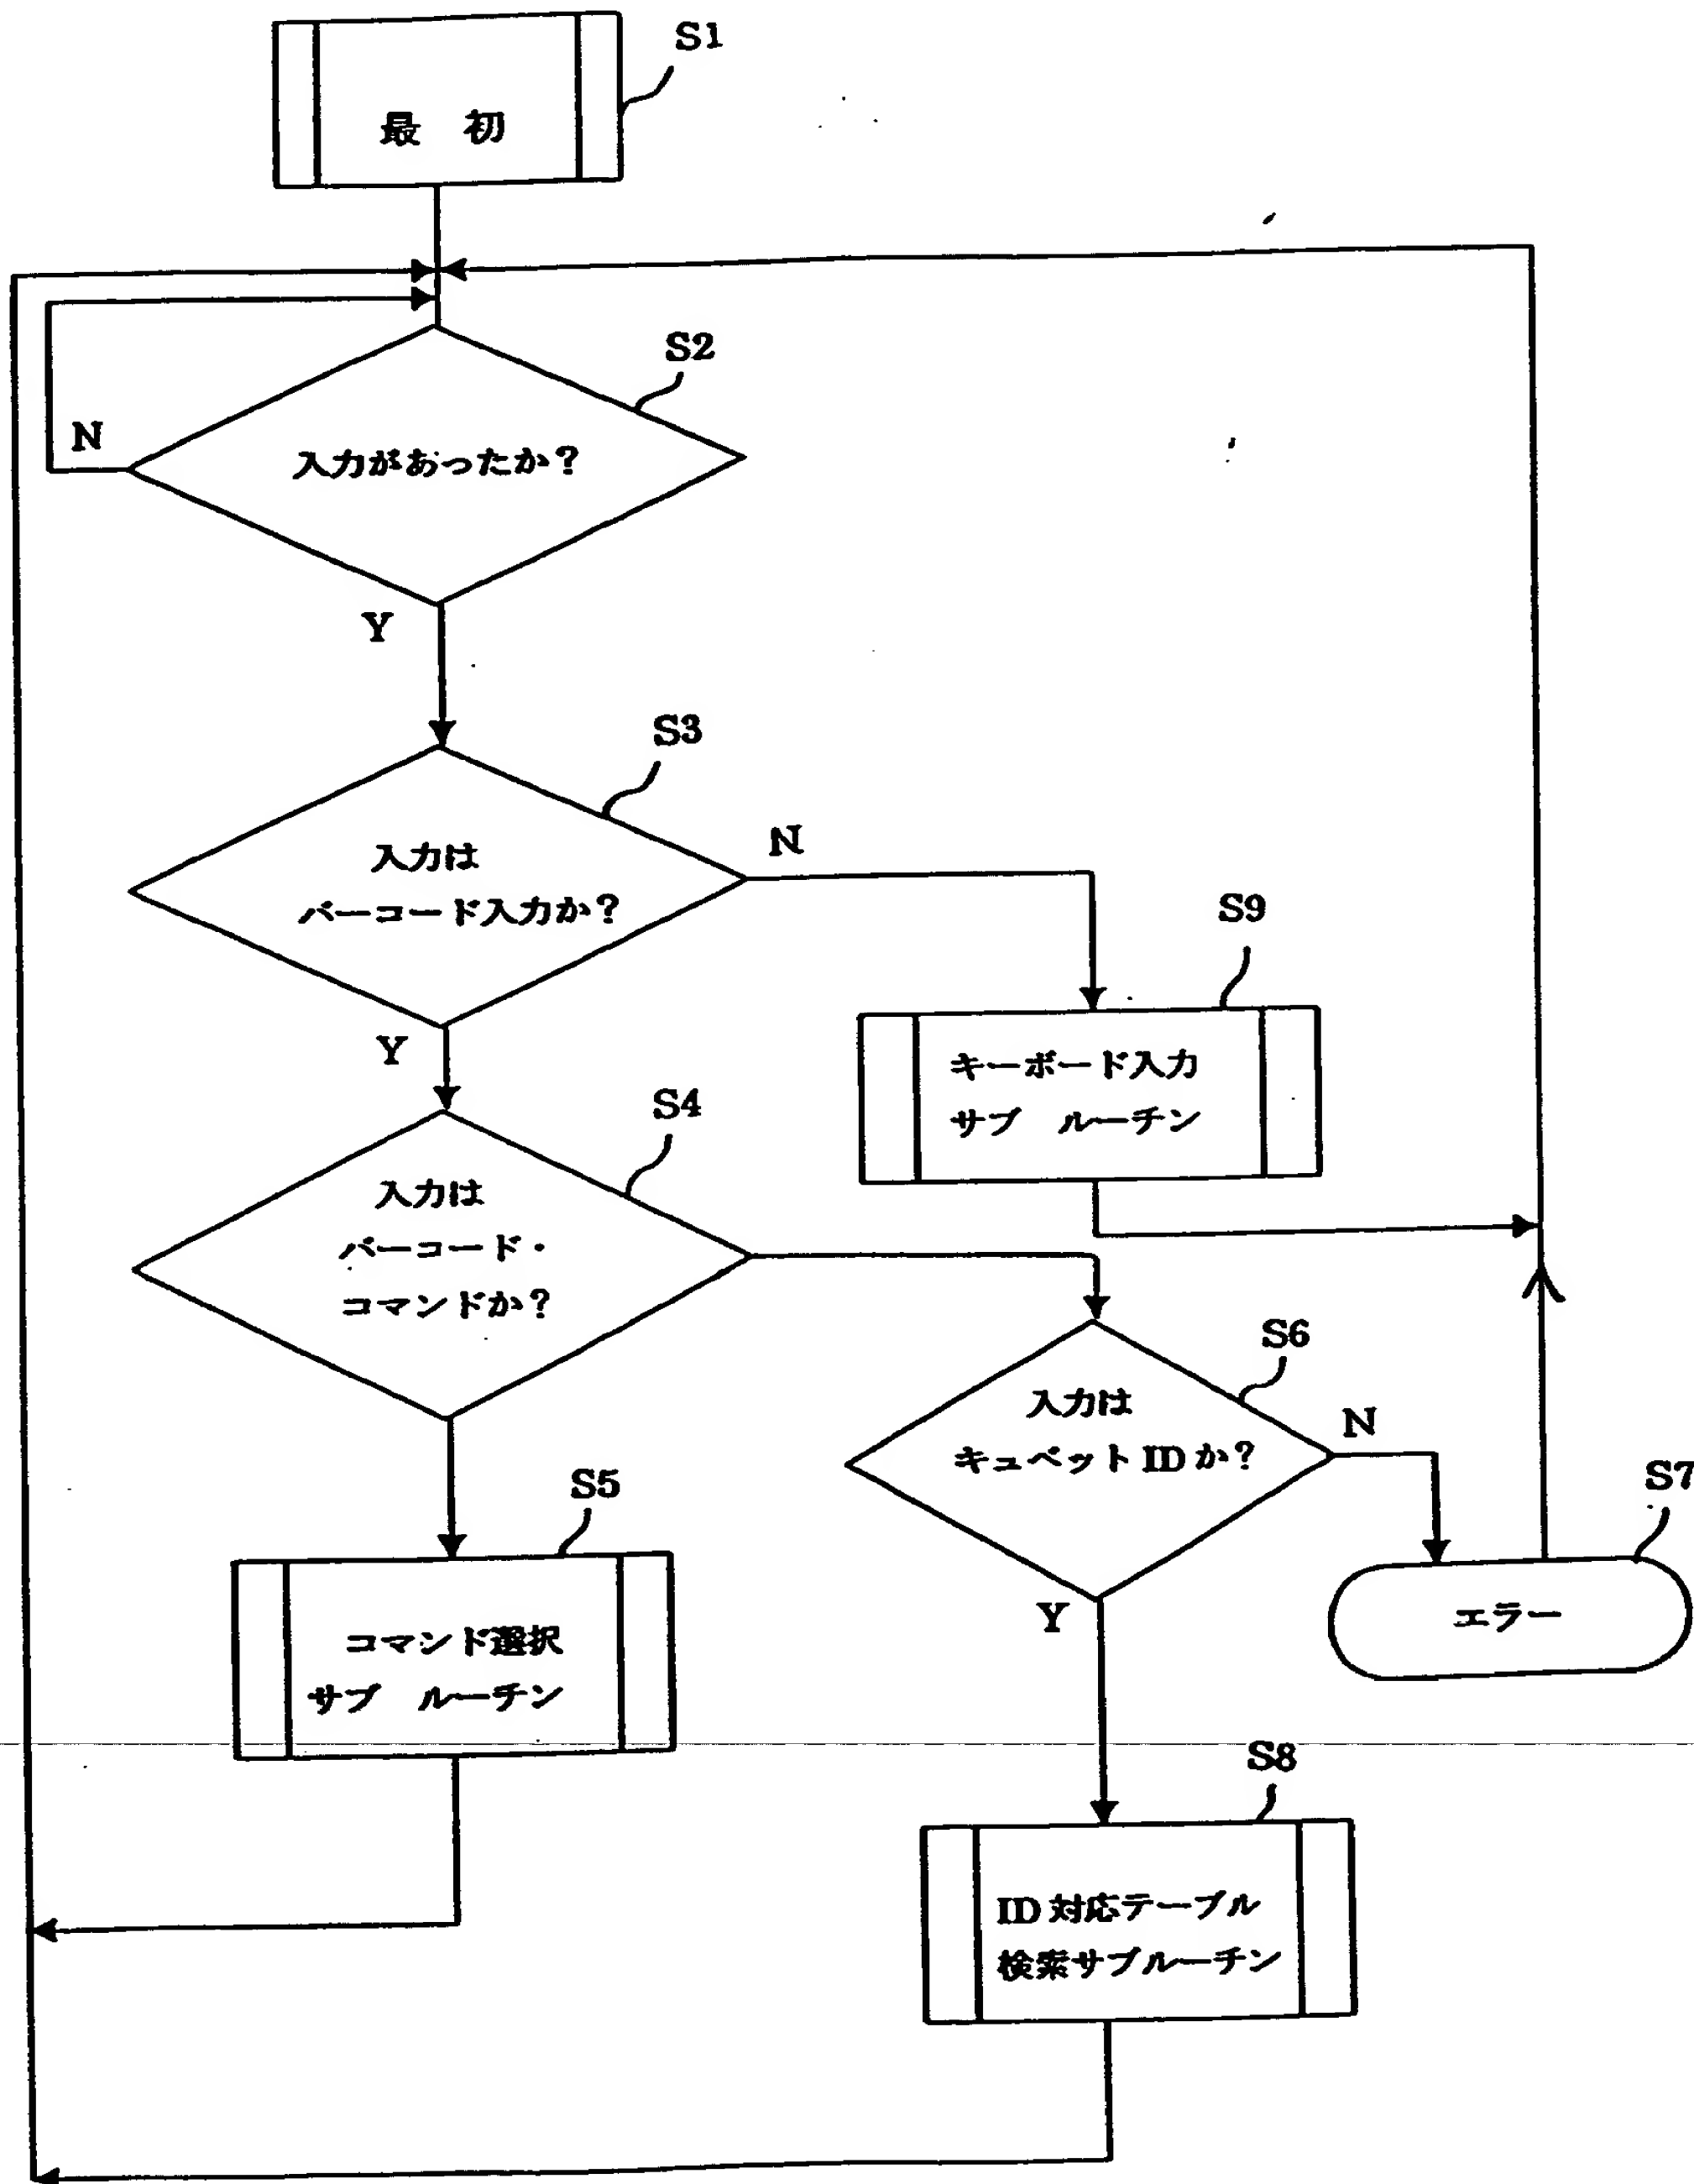 S1
最 初
S2
N
入力があったか?
Y
S3
入力は
バーコード入力か?
N
S9
Y
キーボード入力
サブ ルーチン
S4
入力は
バーコード・
コマンドか?
S6
入力は
キュベット ID か?
N
S7
エラー
S5
Y
コマンド選択
サブ ルーチン
S8
ID 対応テーブル
検索サブルーチン